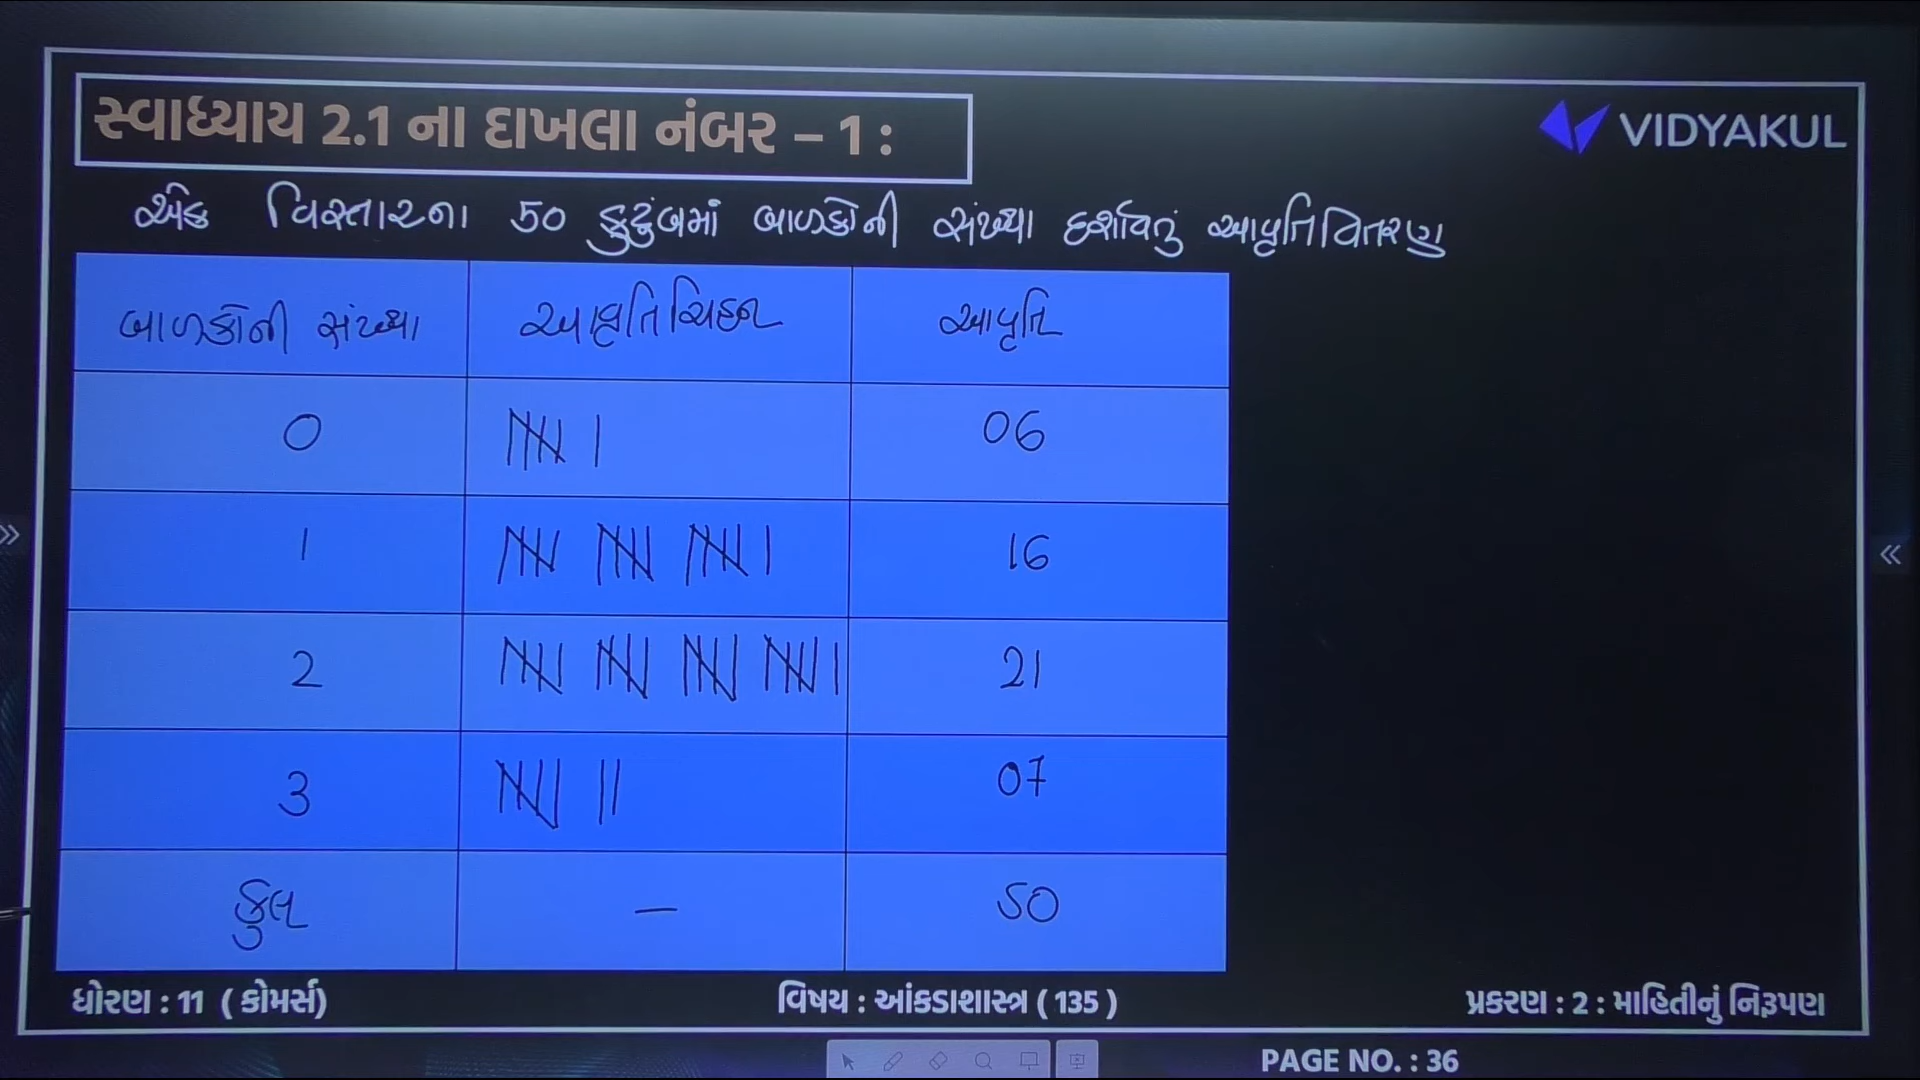 સ્વાધ્યાય 2.1 ના દાખલા નંબર – 1 :
VIDYAKUL
એક વિસ્તારના 50 કુટુંબમાં બાળકોની સંખ્યા દર્શાવતું આવૃત્તિ વિતરણ
બાળકોની સંખ્યા આવૃત્તિ ચિહ્ન આવૃત્તિ
0 06
1 16
2 21
3 07
કુલ — 50
ધોરણ : 11 ( કોમર્સ) વિષય : આંકડાશાસ્ત્ર ( 135 ) પ્રકરણ : 2 : માહિતીનું નિરૂપણ
PAGE NO. : 36